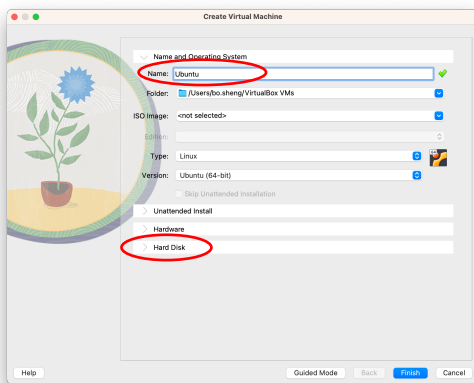 Create Virtual Machine
Name and Operating System
Name: Ubuntu
Folder: /Users/bo.sheng/VirtualBox VMs
ISO Image: <not selected>
Edition:
Type: Linux
Version: Ubuntu (64-bit)
Skip Unattended Installation
Unattended Install
Hardware
Hard Disk
Help Guided Mode Back Finish Cancel